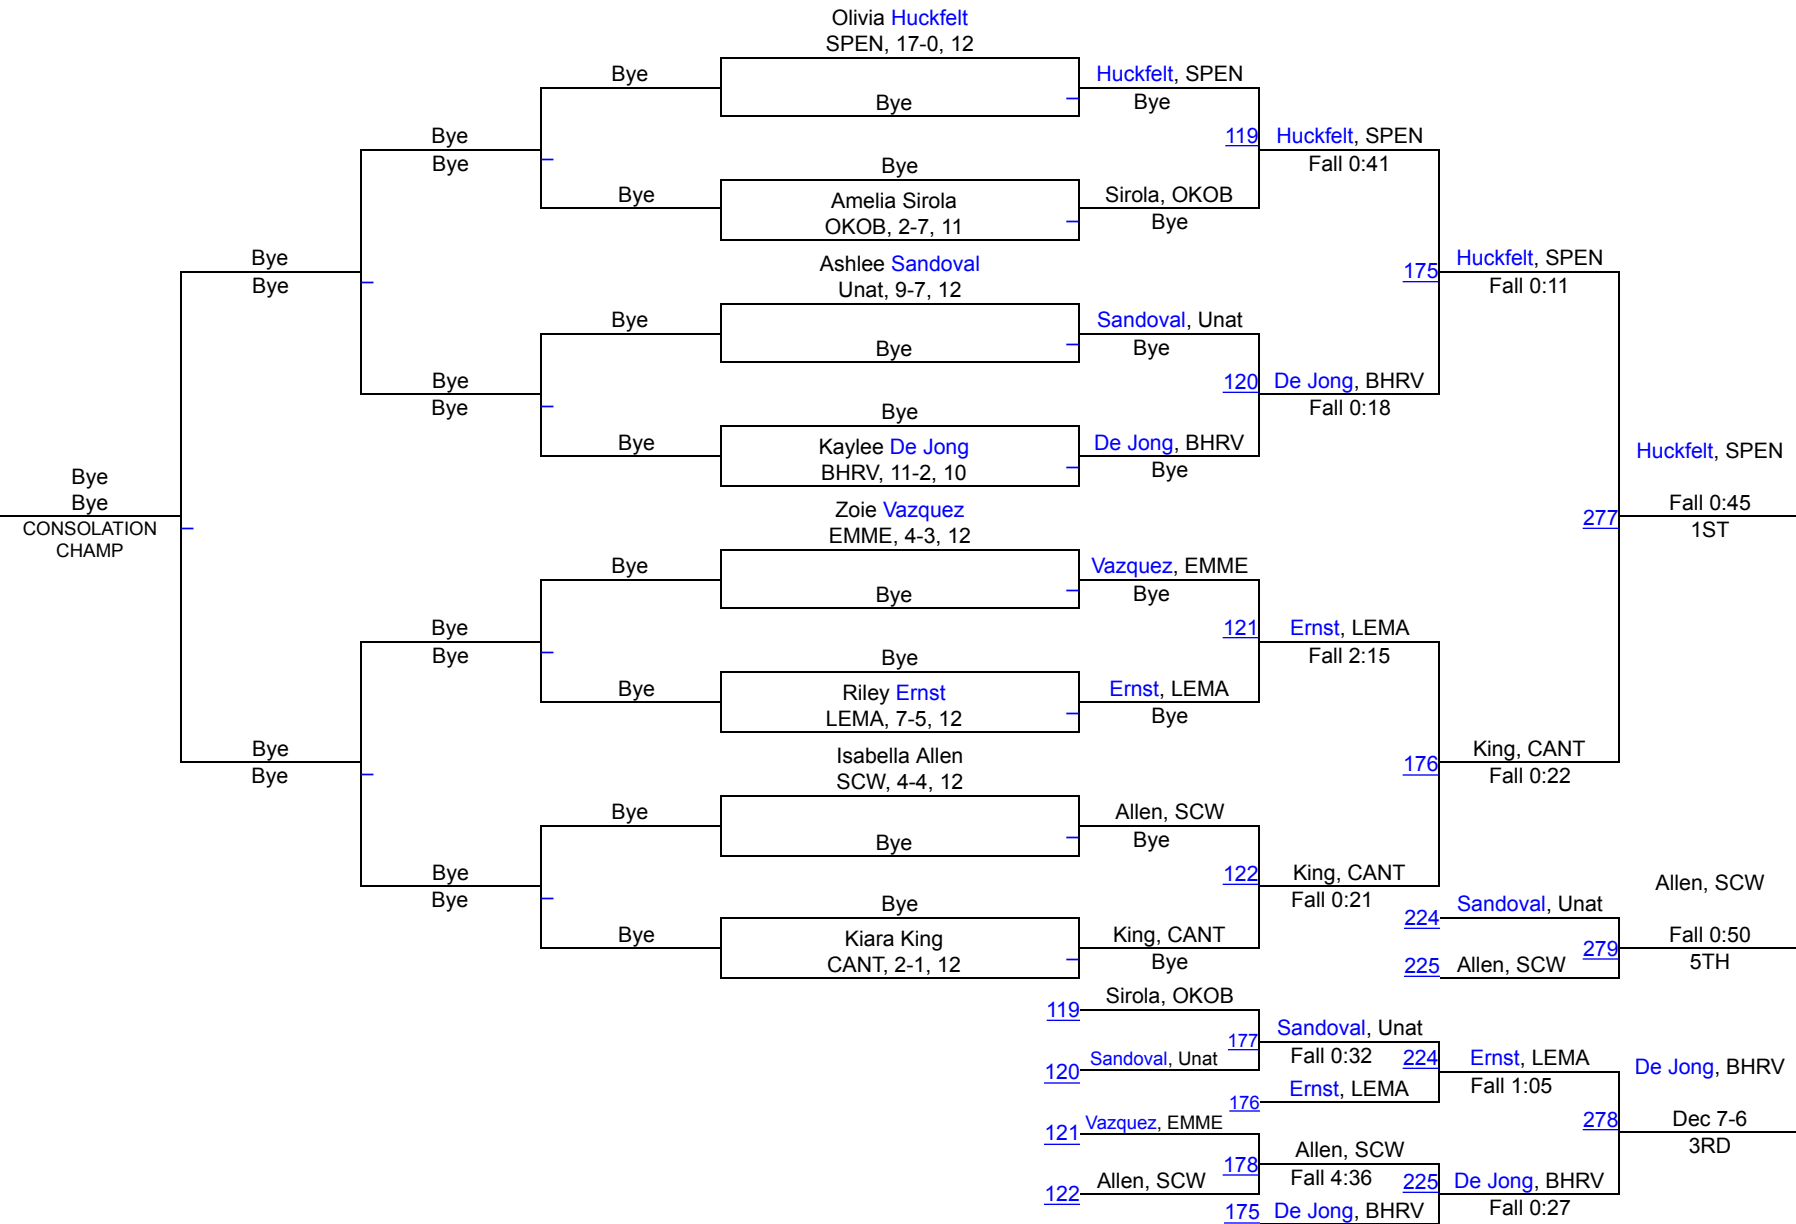 Olivia Huckfelt
SPEN, 17-0, 12
Bye
Huckfelt, SPEN
Bye
Bye
Bye
119
Huckfelt, SPEN
Bye
Fall 0:41
Bye
Bye
Amelia Sirola
OKOB, 2-7, 11
Sirola, OKOB
Bye
Bye
Bye
Ashlee Sandoval
Unat, 9-7, 12
175
Huckfelt, SPEN
Fall 0:11
Bye
Sandoval, Unat
Bye
Bye
Bye
Bye
120
De Jong, BHRV
Fall 0:18
Bye
Bye
Kaylee De Jong
BHRV, 11-2, 10
De Jong, BHRV
Bye
Huckfelt, SPEN
Bye
Bye
CONSOLATION
CHAMP
Zoie Vazquez
EMME, 4-3, 12
277
Fall 0:45
1ST
Bye
Vazquez, EMME
Bye
Bye
Bye
Bye
121
Ernst, LEMA
Fall 2:15
Bye
Bye
Riley Ernst
LEMA, 7-5, 12
Ernst, LEMA
Bye
Bye
Bye
Isabella Allen
SCW, 4-4, 12
176
King, CANT
Fall 0:22
Bye
Allen, SCW
Bye
Bye
Bye
Bye
122
King, CANT
Fall 0:21
Bye
Bye
Kiara King
CANT, 2-1, 12
King, CANT
Bye
224
Sandoval, Unat
225
Allen, SCW
279
Allen, SCW
Fall 0:50
5TH
119
Sirola, OKOB
120
Sandoval, Unat
177
Sandoval, Unat
Fall 0:32
176
Ernst, LEMA
224
Ernst, LEMA
Fall 1:05
121
Vazquez, EMME
122
Allen, SCW
178
Allen, SCW
Fall 4:36
175
De Jong, BHRV
225
De Jong, BHRV
Fall 0:27
278
De Jong, BHRV
Dec 7-6
3RD